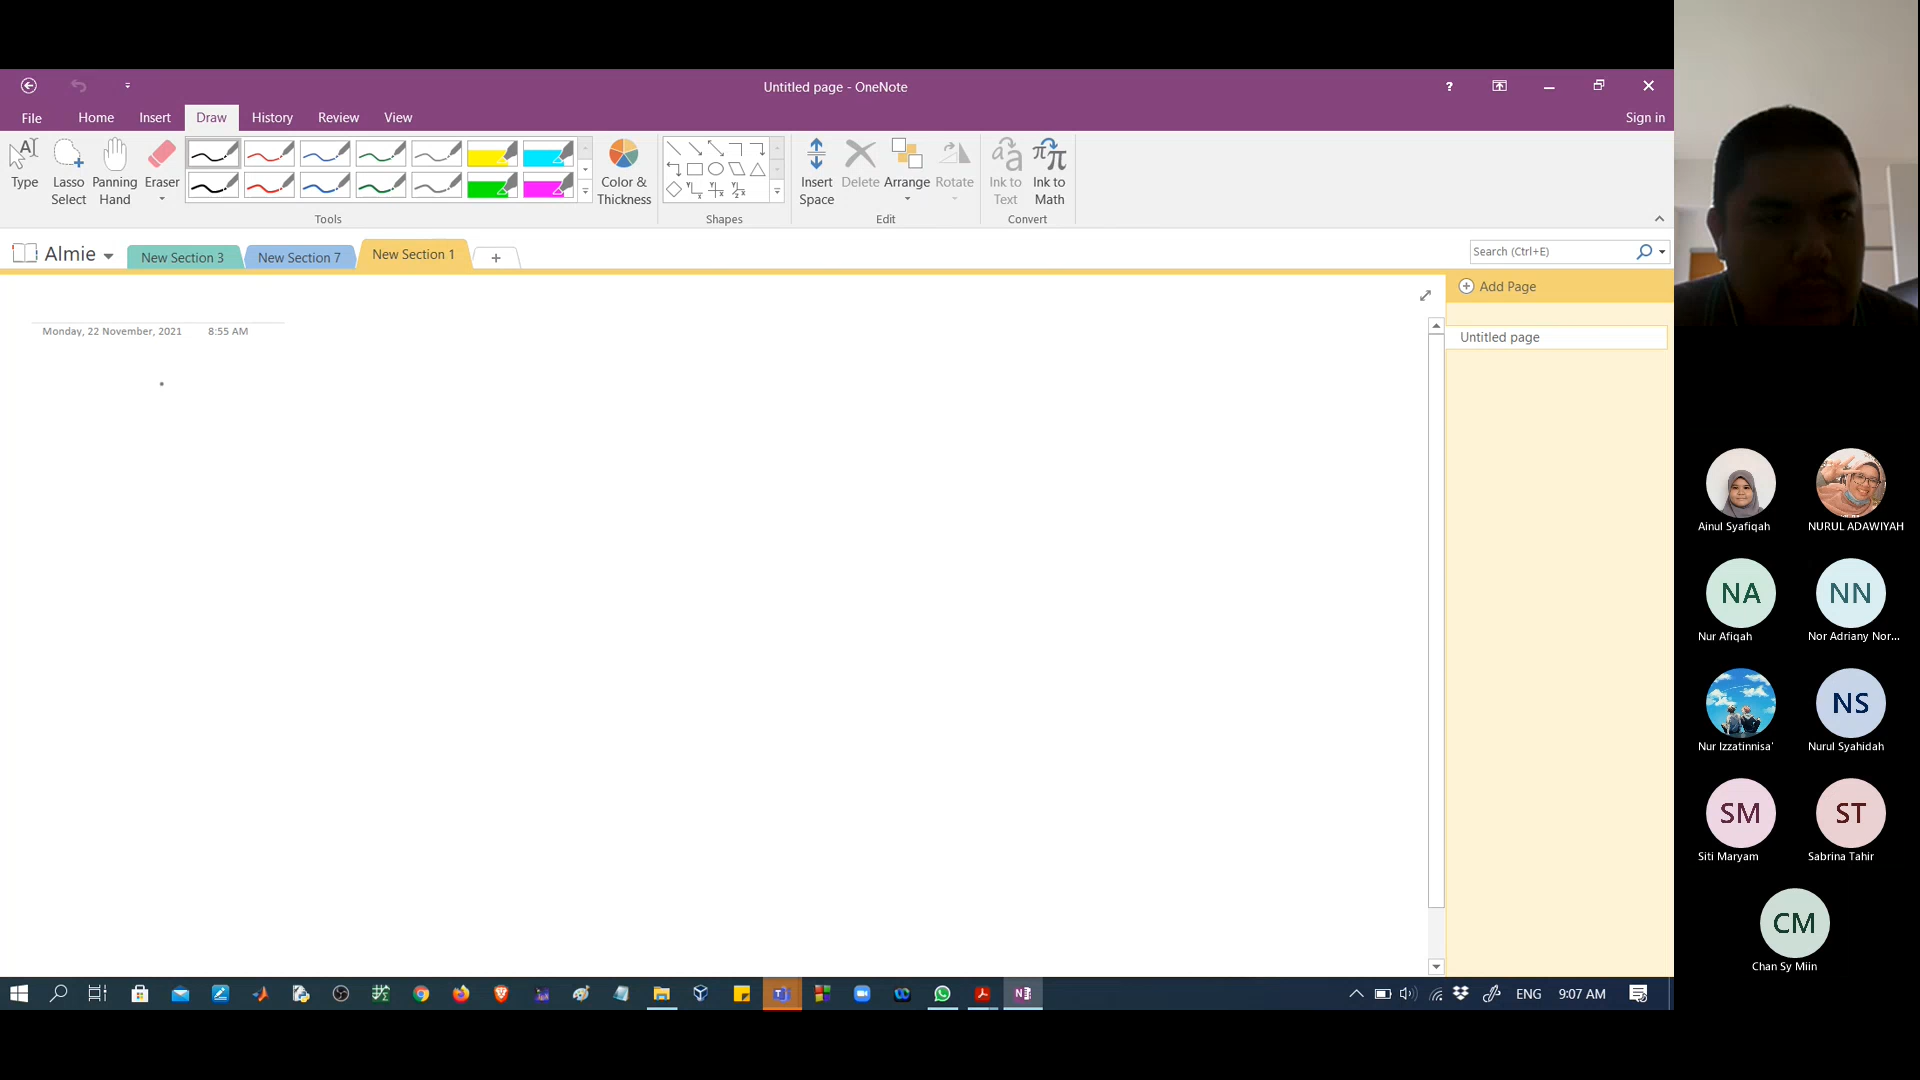 Untitled page - OneNote
?
File
Home
Insert
Draw
History
Review
View
Sign in
Type
Lasso
Select
Panning
Hand
Eraser
Color &
Thickness
Insert
Space
Delete
Arrange
Rotate
Ink to
Text
Ink to
Math
Tools
Shapes
Edit
Convert
Almie
New Section 3
New Section 7
New Section 1
Search (Ctrl+E)
Add Page
Monday, 22 November, 2021 8:55 AM
Untitled page
Ainul Syafiqah
NURUL ADAWIYAH
NA
Nur Afiqah
NN
Nor Adriany Nor...
Nur Izzatinnisa'
NS
Nurul Syahidah
SM
Siti Maryam
ST
Sabrina Tahir
CM
Chan Sy Miin
ENG
9:07 AM